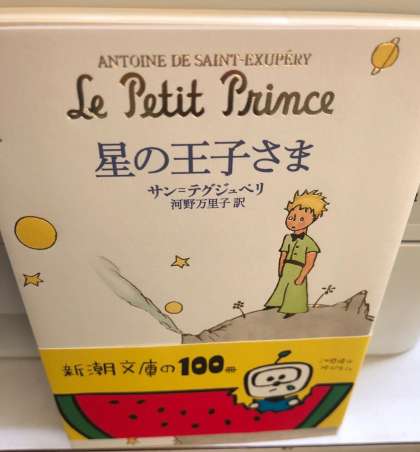 ANTOINE DE SAINT-EXUPÉRY
Le Petit Prince
星の王子さま
サン=テグジュペリ
河野万里子 訳
新潮文庫の100冊